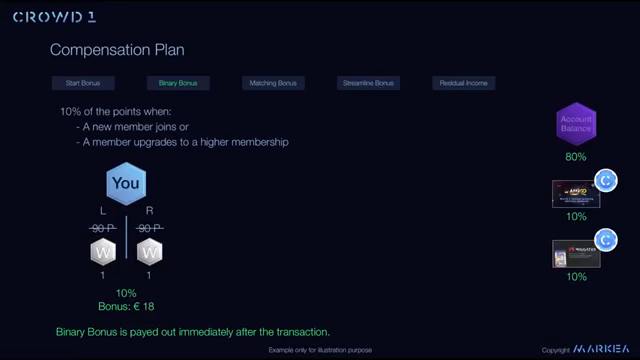 CROWD 1
Compensation Plan
Start Bonus
Binary Bonus
Matching Bonus
Streamline Bonus
Resldual Income
10% of the points when:
- A new member joins or
- A member upgrades to a higher membership
You
L R
90 P 90 P
W W
1 1
10%
Bonus: € 18
Binary Bonus is paid out immediately after the transaction.
Account
Balance
80%
C
10%
C
10%
Example only for illustration purpose
Copyright MARKEA